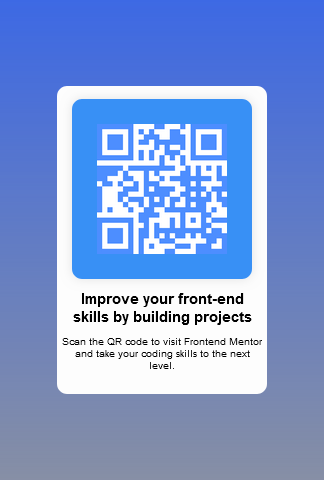 Improve your front-end
skills by building projects
Scan the QR code to visit Frontend Mentor
and take your coding skills to the next
level.